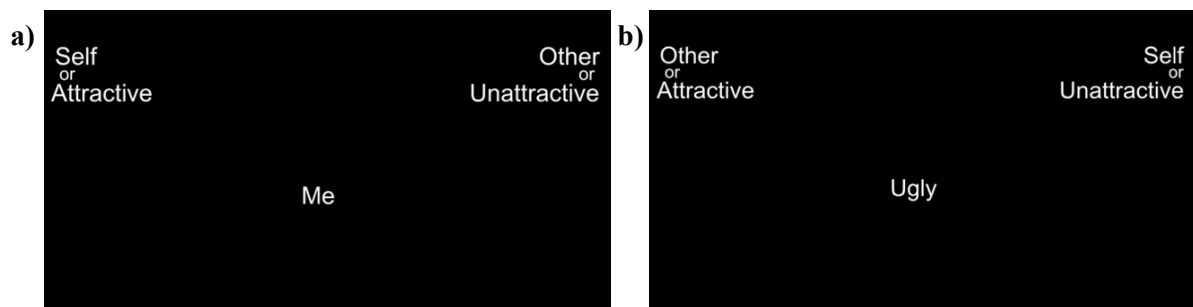 a)
Self
or
Attractive
Other
or
Unattractive
Me
b)
Other
or
Attractive
Self
or
Unattractive
Ugly